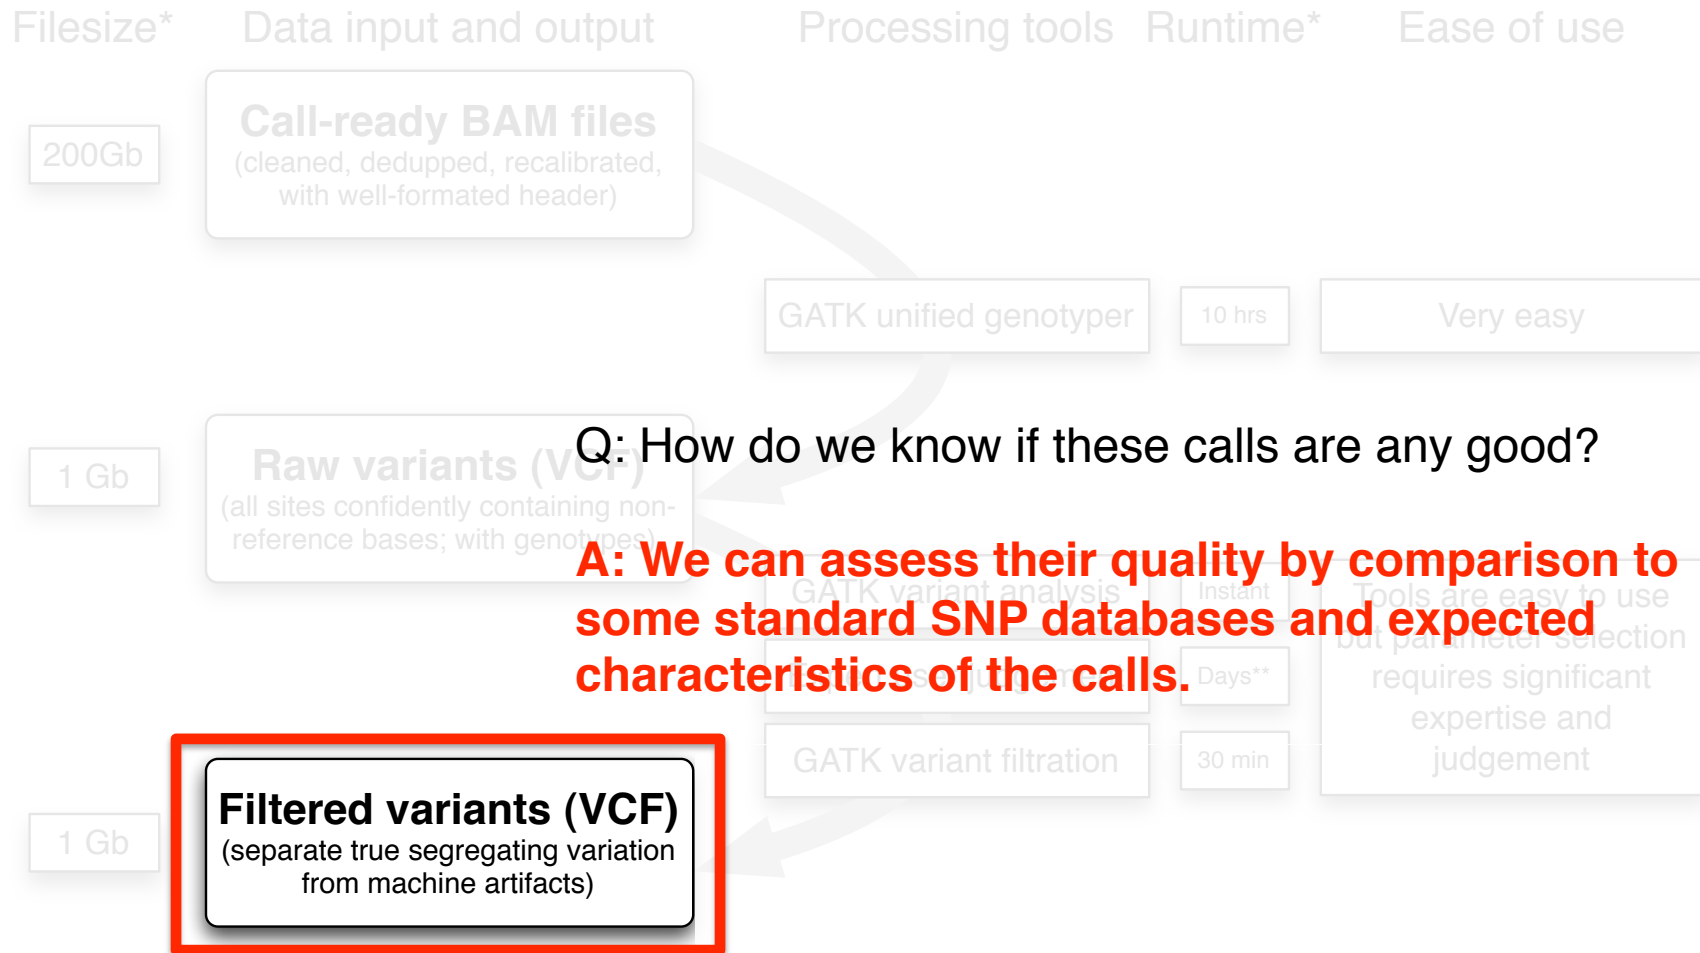 Filesize* Data input and output Processing tools Runtime* Ease of use
Call-ready BAM files
(cleaned, dedupped, recalibrated,
with well-formated header)
200Gb
GATK unified genotyper 10 hrs Very easy
Q: How do we know if these calls are any good?
1 Gb
Raw variants (VCF)
(all sites confidently containing non-
reference bases; with genotypes)
A: We can assess their quality by comparison to
some standard SNP databases and expected
characteristics of the calls.
GATK variant analysis Instant
Days**
GATK variant filtration 30 min
Tools are easy to use
but parameter selection
requires significant
expertise and
judgement
1 Gb
Filtered variants (VCF)
(separate true segregating variation
from machine artifacts)